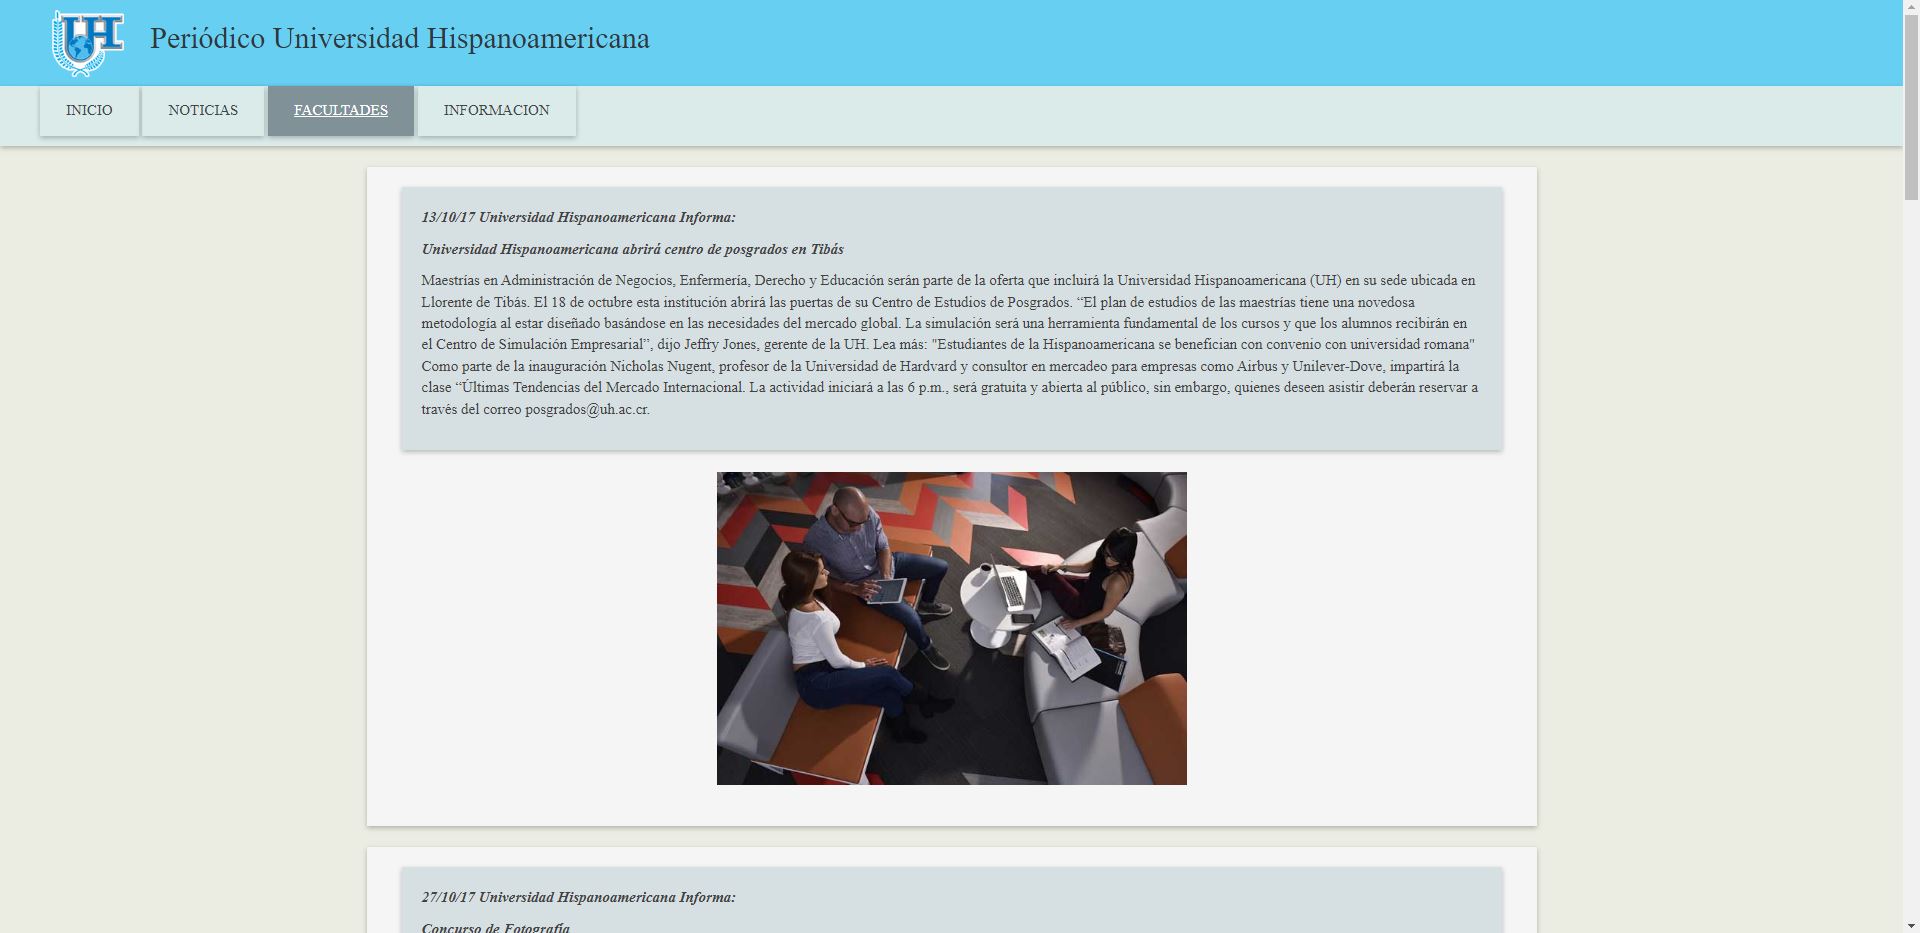 UH
Periódico Universidad Hispanoamericana
INICIO
NOTICIAS
FACULTADES
INFORMACION
13/10/17 Universidad Hispanoamericana Informa:
Universidad Hispanoamericana abrirá centro de posgrados en Tibás
Maestrías en Administración de Negocios, Enfermería, Derecho y Educación serán parte de la oferta que incluirá la Universidad Hispanoamericana (UH) en su sede ubicada en
Llorente de Tibás. El 18 de octubre esta institución abrirá las puertas de su Centro de Estudios de Posgrados. “El plan de estudios de las maestrías tiene una novedosa
metodología al estar diseñado basándose en las necesidades del mercado global. La simulación será una herramienta fundamental de los cursos y que los alumnos recibirán en
el Centro de Simulación Empresarial”, dijo Jeffry Jones, gerente de la UH. Lea más: "Estudiantes de la Hispanoamericana se benefician con convenio con universidad romana"
Como parte de la inauguración Nicholas Nugent, profesor de la Universidad de Hardvard y consultor en mercadeo para empresas como Airbus y Unilever-Dove, impartirá la
clase “Últimas Tendencias del Mercado Internacional. La actividad iniciará a las 6 p.m., será gratuita y abierta al público, sin embargo, quienes deseen asistir deberán reservar a
través del correo posgrados@uh.ac.cr.
27/10/17 Universidad Hispanoamericana Informa:
Concurso de Fotografía